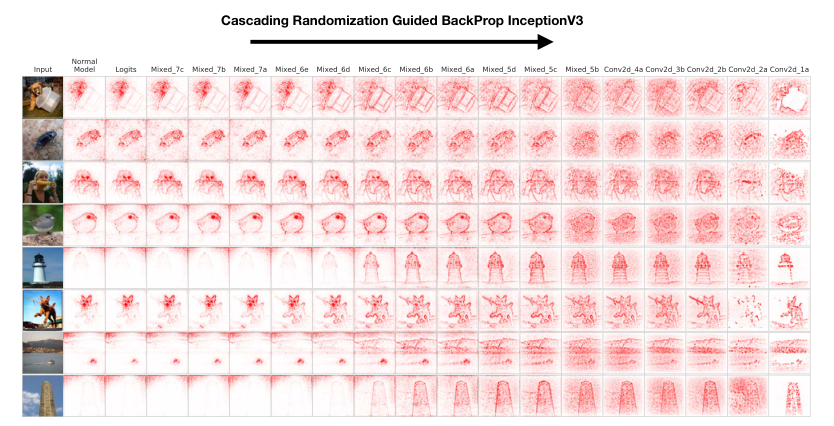 Cascading Randomization Guided BackProp InceptionV3
Input Normal Model Logits Mixed_7c Mixed_7b Mixed_7a Mixed_6e Mixed_6d Mixed_6c Mixed_6b Mixed_6a Mixed_5d Mixed_5c Mixed_5b Conv2d_4a Conv2d_3b Conv2d_2b Conv2d_2a Conv2d_1a